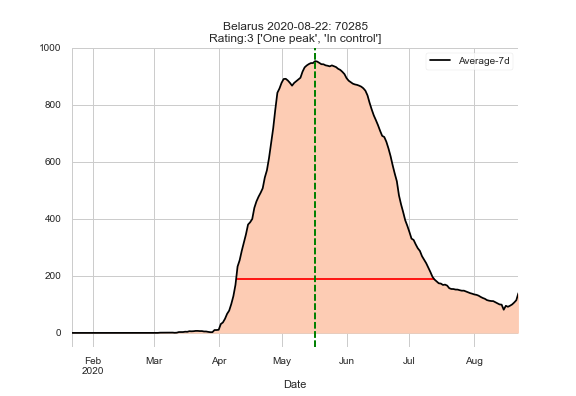 Belarus 2020-08-22: 70285
Rating:3 ['One peak', 'In control']
1000
Average-7d
800
600
400
200
0
Feb Mar Apr May Jun Jul Aug
2020
Date